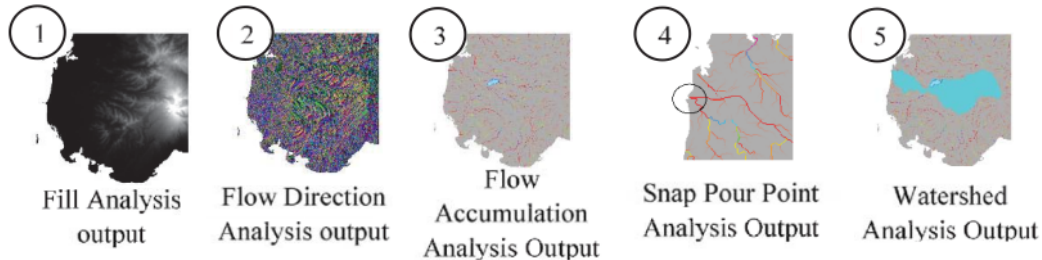 1
Fill Analysis
output
2
Flow Direction
Analysis output
3
Flow
Accumulation
Analysis Output
4
Snap Pour Point
Analysis Output
5
Watershed
Analysis Output